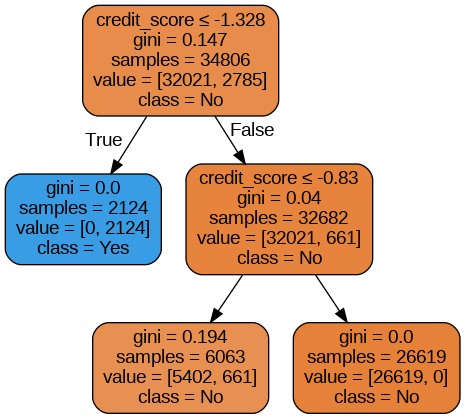 credit_score ≤ -1.328
gini = 0.147
samples = 34806
value = [32021, 2785]
class = No
True
False
gini = 0.0
samples = 2124
value = [0, 2124]
class = Yes
credit_score ≤ -0.83
gini = 0.04
samples = 32682
value = [32021, 661]
class = No
gini = 0.194
samples = 6063
value = [5402, 661]
class = No
gini = 0.0
samples = 26619
value = [26619, 0]
class = No